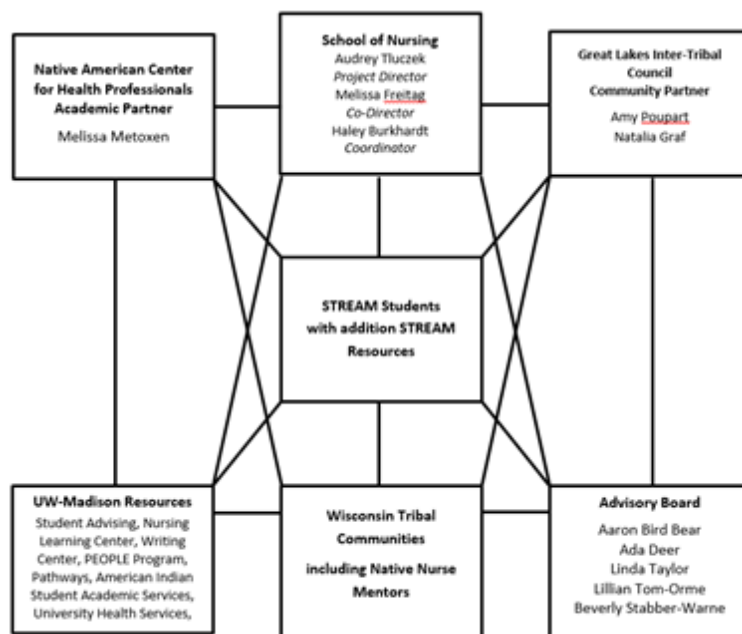 Native American Center
for Health Professionals
Academic Partner
Melissa Metoxen
School of Nursing
Audrey Tluczek
Project Director
Melissa Freitag
Co-Director
Haley Burkhardt
Coordinator
Great Lakes Inter-Tribal
Council
Community Partner
Amy Poupart
Natalia Graf
STREAM Students
with addition STREAM
Resources
UW-Madison Resources
Student Advising, Nursing
Learning Center, Writing
Center, PEOPLE Program,
Pathways, American Indian
Student Academic Services,
University Health Services,
Wisconsin Tribal
Communities
including Native Nurse
Mentors
Advisory Board
Aaron Bird Bear
Ada Deer
Linda Taylor
Lillian Tom-Orme
Beverly Stabber-Warne